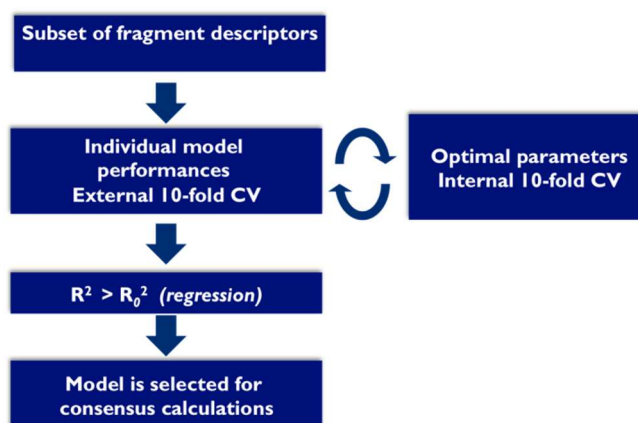 Subset of fragment descriptors
Individual model
performances
External 10-fold CV
Optimal parameters
Internal 10-fold CV
R² > R₀² (regression)
Model is selected for
consensus calculations